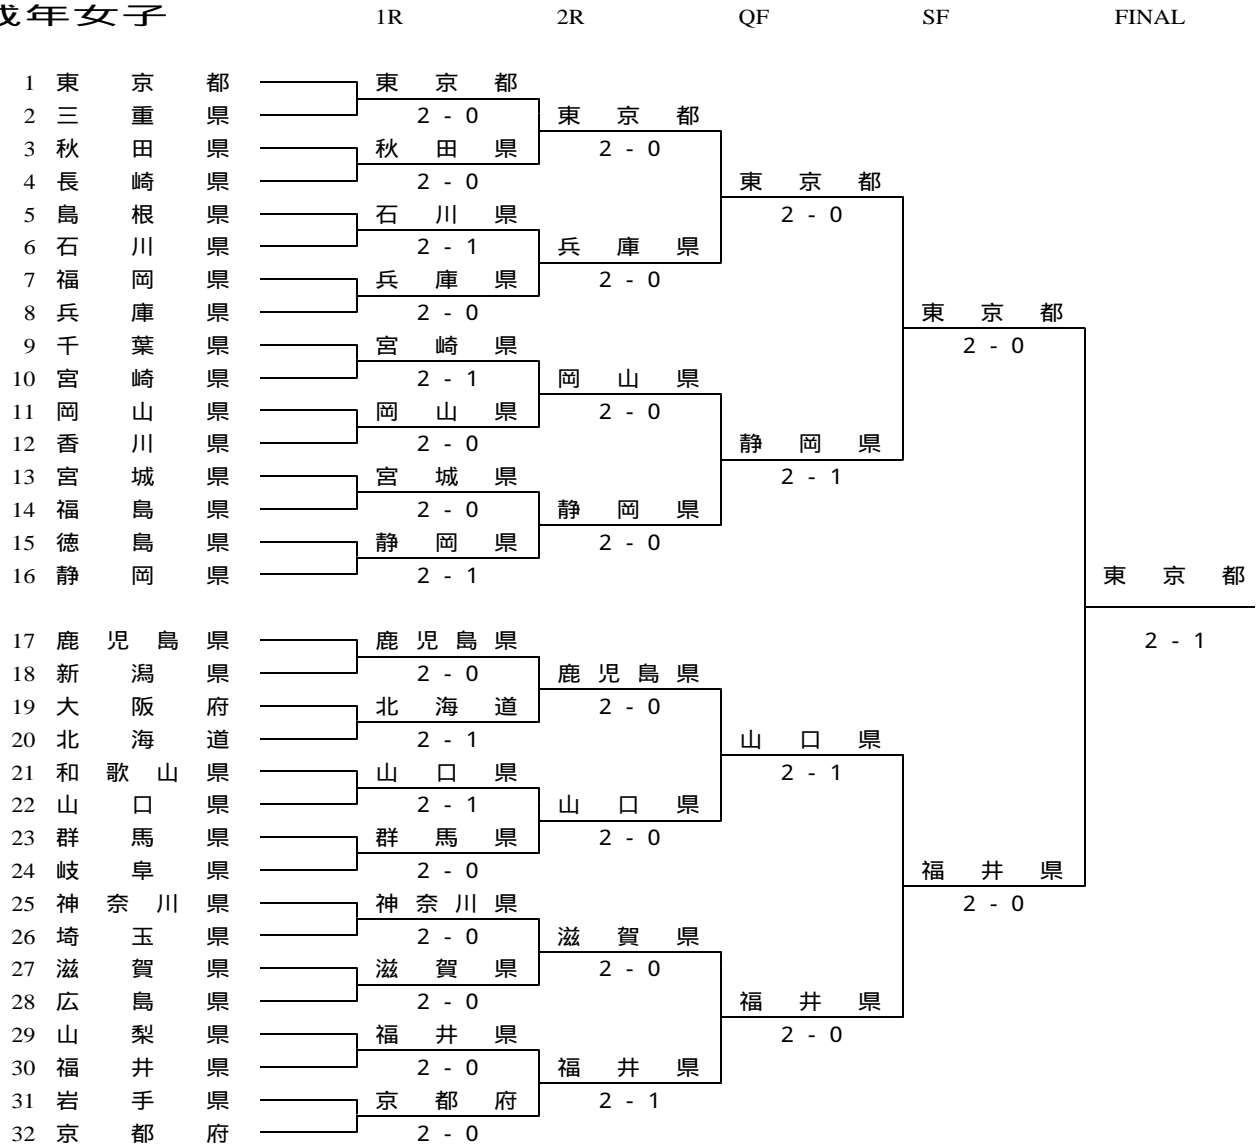 成年女子 1R 2R QF SF FINAL
1 東京都 東京都
2 三重県 2 - 0 東京都
3 秋田県 秋田県 2 - 0
4 長崎県 2 - 0 東京都
5 島根県 石川県 2 - 0
6 石川県 2 - 1 兵庫県
7 福岡県 兵庫県 2 - 0
8 兵庫県 2 - 0 東京都
9 千葉県 宮崎県 2 - 0
10 宮崎県 2 - 1 岡山県
11 岡山県 岡山県 2 - 0
12 香川県 2 - 0 静岡県
13 宮城県 宮城県 2 - 1
14 福島県 2 - 0 静岡県
15 徳島県 静岡県 2 - 0
16 静岡県 2 - 1 東京都
17 鹿児島県 鹿児島県 2 - 1
18 新潟県 2 - 0 鹿児島県
19 大阪府 北海道 2 - 0
20 北海道 2 - 1 山口県
21 和歌山県 山口県 2 - 1
22 山口県 2 - 1 山口県
23 群馬県 群馬県 2 - 0
24 岐阜県 2 - 0 福井県
25 神奈川県 神奈川県 2 - 0
26 埼玉県 2 - 0 滋賀県
27 滋賀県 滋賀県 2 - 0
28 広島県 2 - 0 福井県
29 山梨県 福井県 2 - 0
30 福井県 2 - 0 福井県
31 岩手県 京都府 2 - 1
32 京都府 2 - 0